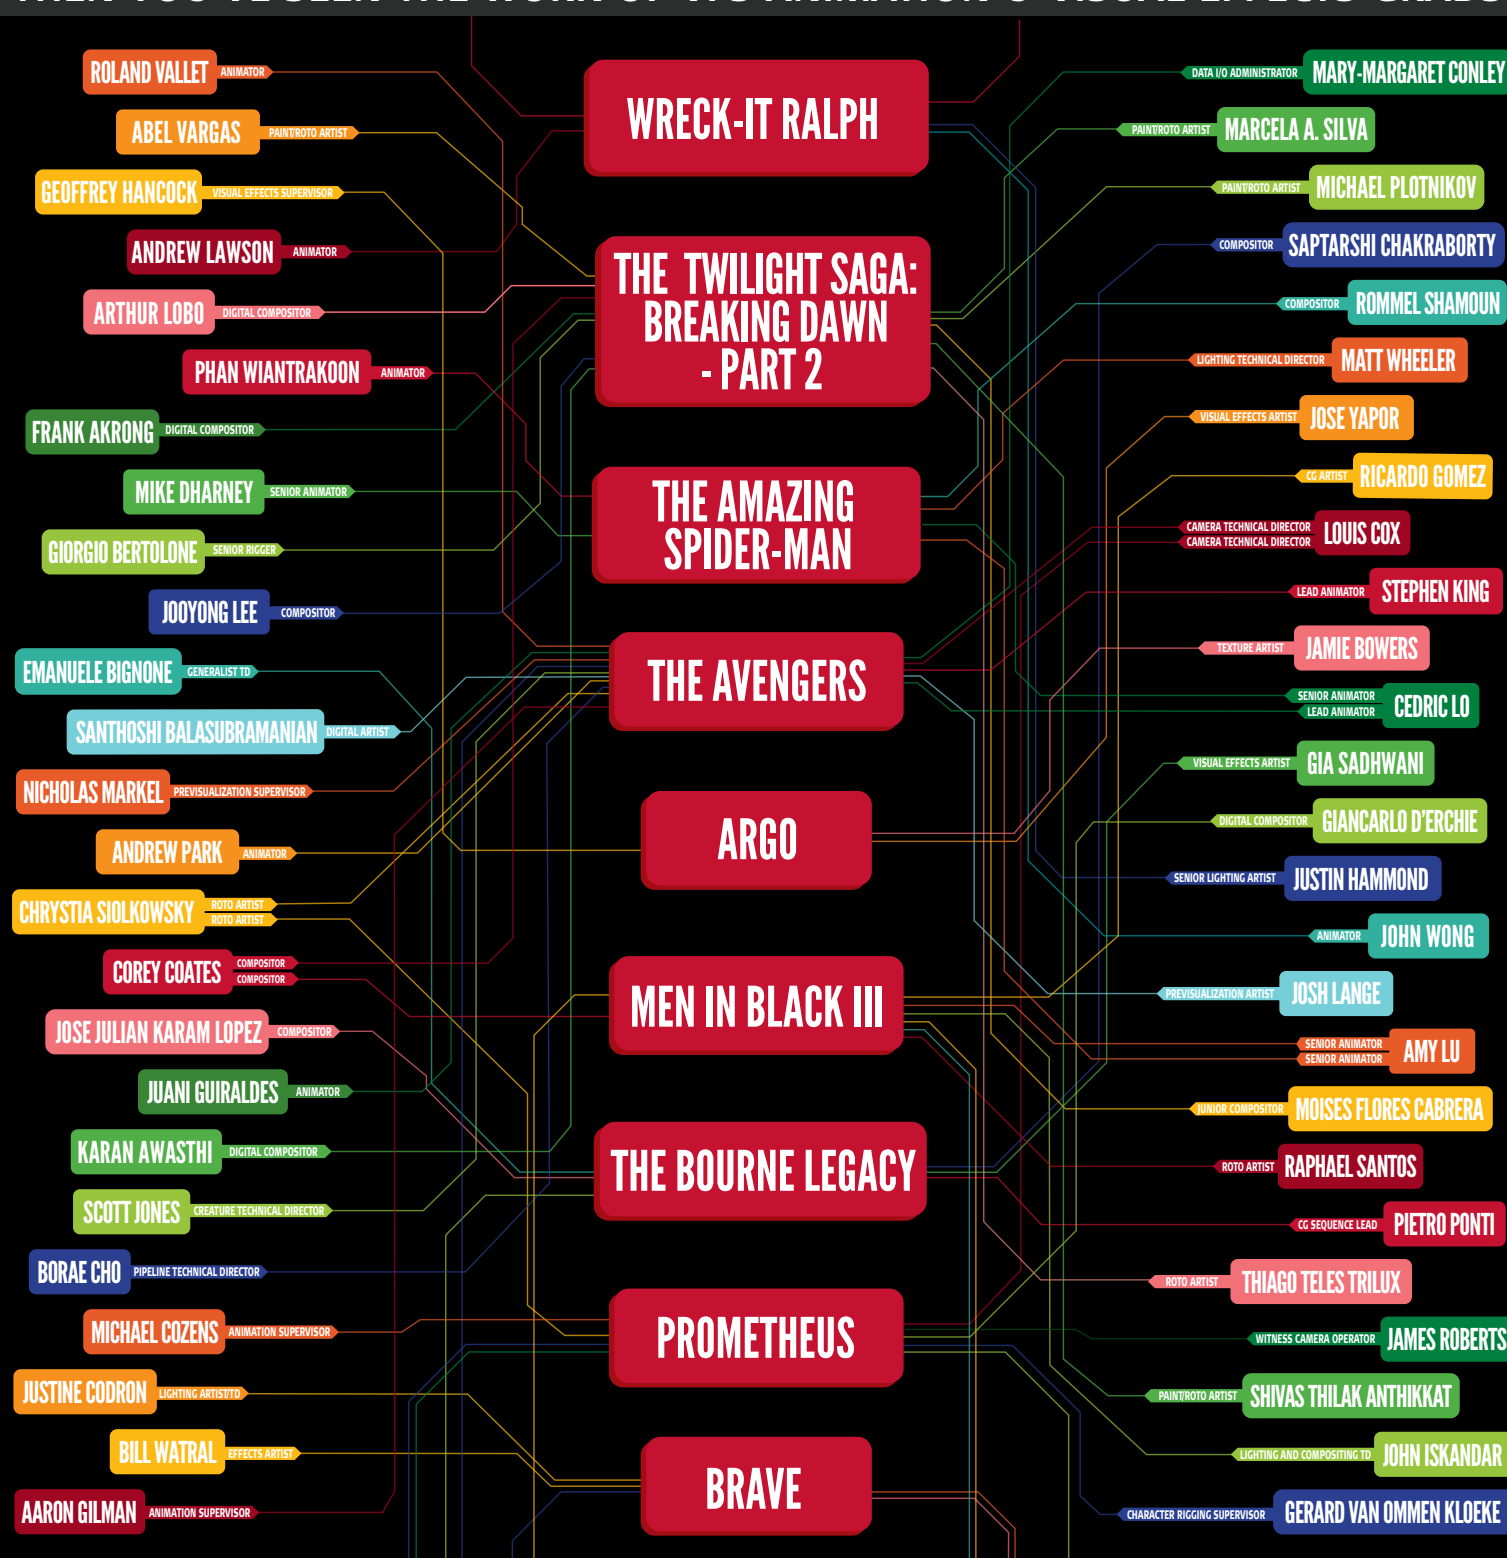 THEN YOU'VE SEEN THE WORK OF VFS ANIMATION & VISUAL EFFECTS GRADS
ROLAND VALLET ANIMATOR
ABEL VARGAS PAINT/ROTO ARTIST
GEOFFREY HANCOCK VISUAL EFFECTS SUPERVISOR
ANDREW LAWSON ANIMATOR
ARTHUR LOBO DIGITAL COMPOSITOR
PHAN WIANTRAKOON ANIMATOR
FRANK AKRONG DIGITAL COMPOSITOR
MIKE DHARNEY SENIOR ANIMATOR
GIORGIO BERTOLONE SENIOR RIGGER
JOOYONG LEE COMPOSITOR
EMANUELE BIGNONE GENERALIST TD
SANTHOSHI BALASUBRAMANIAN DIGITAL ARTIST
NICHOLAS MARKEL PREVISUALIZATION SUPERVISOR
ANDREW PARK ANIMATOR
CHRYSTIA SIOLKOWSKY ROTO ARTIST
ROTO ARTIST
COREY COATES COMPOSITOR
COMPOSITOR
JOSE JULIAN KARAM LOPEZ COMPOSITOR
JUANI GUIRALDES ANIMATOR
KARAN AWASTHI DIGITAL COMPOSITOR
SCOTT JONES CREATURE TECHNICAL DIRECTOR
BORAE CHO PIPELINE TECHNICAL DIRECTOR
MICHAEL COZENS ANIMATION SUPERVISOR
JUSTINE CODRON LIGHTING ARTIST/TD
BILL WATRAL EFFECTS ARTIST
AARON GILMAN ANIMATION SUPERVISOR
WRECK-IT RALPH
THE TWILIGHT SAGA:
BREAKING DAWN
- PART 2
THE AMAZING
SPIDER-MAN
THE AVENGERS
ARGO
MEN IN BLACK III
THE BOURNE LEGACY
PROMETHEUS
BRAVE
DATA I/O ADMINISTRATOR MARY-MARGARET CONLEY
PAINT/ROTO ARTIST MARCELA A. SILVA
PAINT/ROTO ARTIST MICHAEL PLOTNIKOV
COMPOSITOR SAPTARSHI CHAKRABORTY
COMPOSITOR ROMMEL SHAMOUN
LIGHTING TECHNICAL DIRECTOR MATT WHEELER
VISUAL EFFECTS ARTIST JOSE YAPOR
CG ARTIST RICARDO GOMEZ
CAMERA TECHNICAL DIRECTOR LOUIS COX
CAMERA TECHNICAL DIRECTOR
LEAD ANIMATOR STEPHEN KING
TEXTURE ARTIST JAMIE BOWERS
SENIOR ANIMATOR CEDRIC LO
LEAD ANIMATOR
VISUAL EFFECTS ARTIST GIA SADHWANI
DIGITAL COMPOSITOR GIANCARLO D'ERCHIE
SENIOR LIGHTING ARTIST JUSTIN HAMMOND
ANIMATOR JOHN WONG
PREVISUALIZATION ARTIST JOSH LANGE
SENIOR ANIMATOR AMY LU
SENIOR ANIMATOR
JUNIOR COMPOSITOR MOISES FLORES CABRERA
ROTO ARTIST RAPHAEL SANTOS
CG SEQUENCE LEAD PIETRO PONTI
ROTO ARTIST THIAGO TELES TRILUX
WITNESS CAMERA OPERATOR JAMES ROBERTS
PAINT/ROTO ARTIST SHIVAS THILAK ANTHIKKAT
LIGHTING AND COMPOSITING TD JOHN ISKANDAR
CHARACTER RIGGING SUPERVISOR GERARD VAN OMMEN KLOEKE